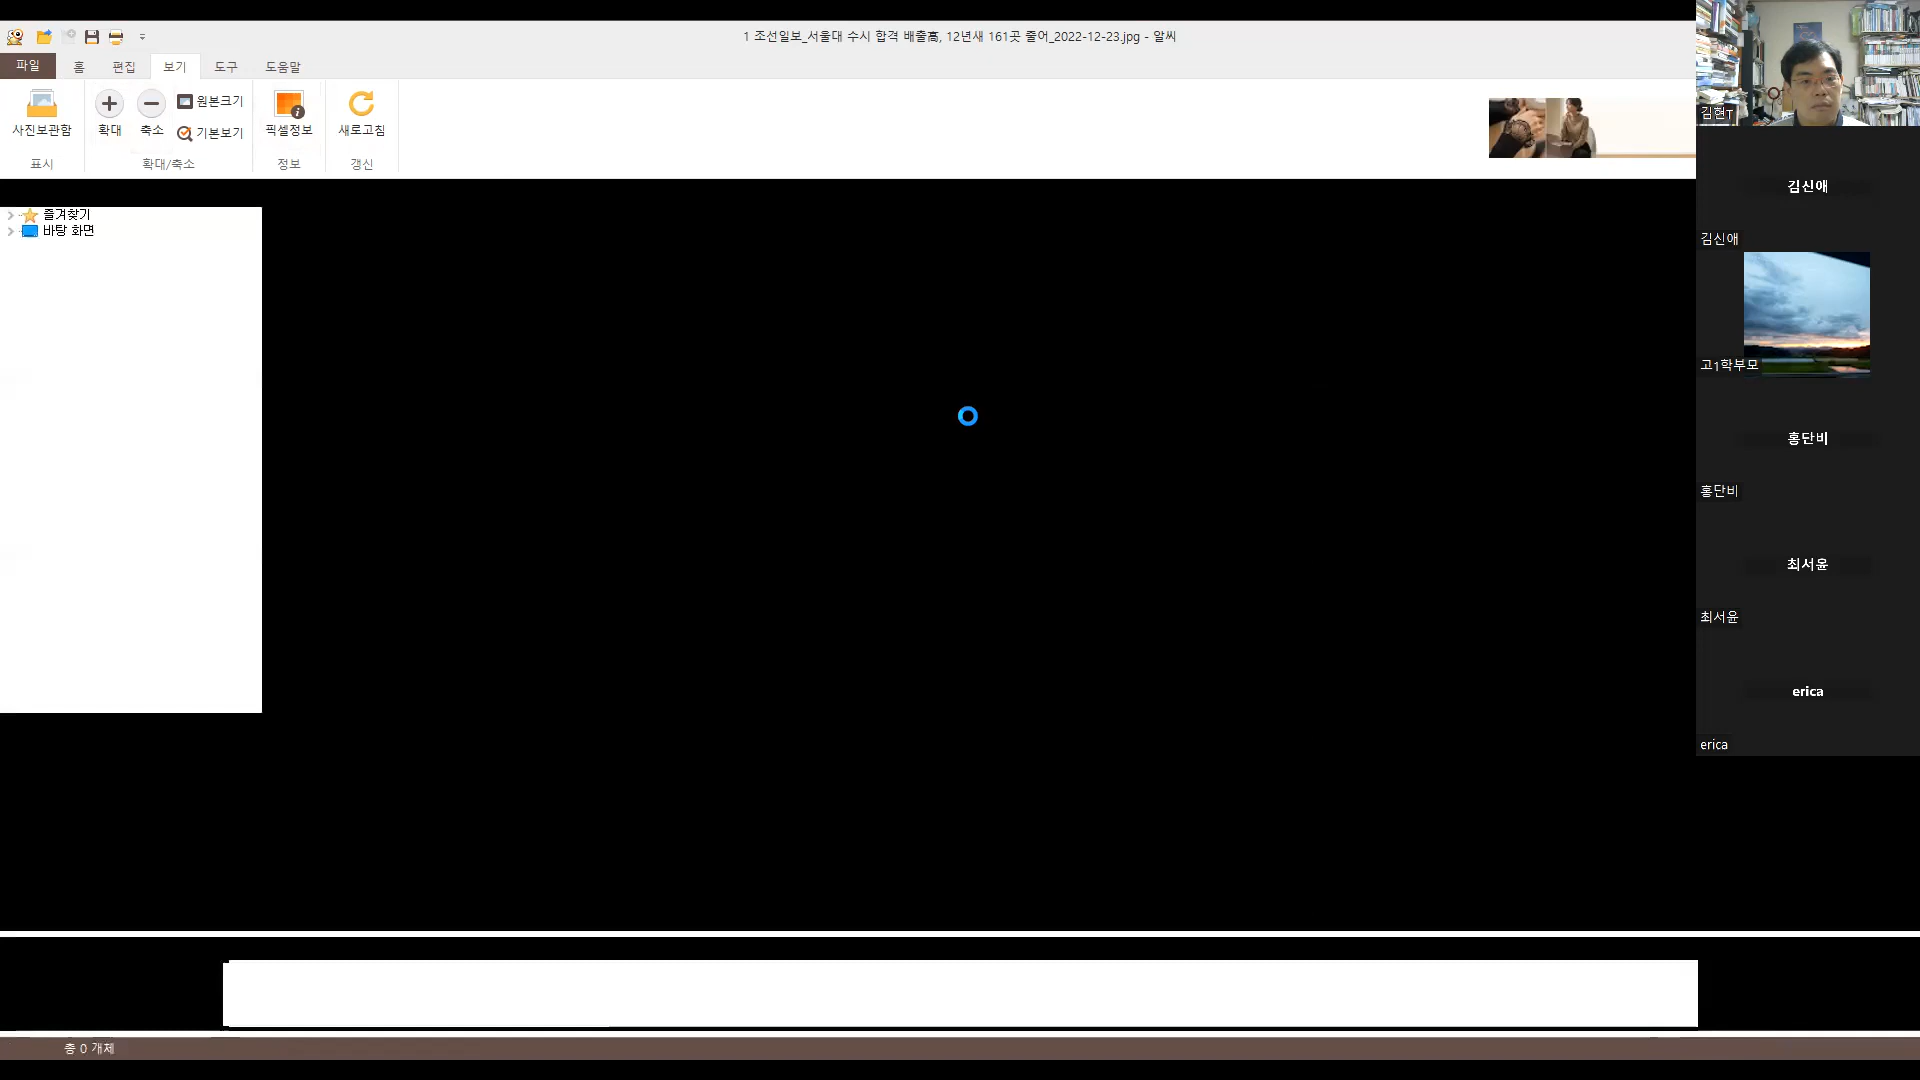 1 조선일보_서울대 수시 합격 배출高, 12년새 161곳 줄어_2022-12-23.jpg - 알씨
파일 홈 편집 보기 도구 도움말
사진보관함 확대 축소 원본크기 기본보기 픽셀정보 새로고침
표시 확대/축소 정보 갱신
즐겨찾기
바탕 화면
김현T
김신애
김신애
고1학부모
홍단비
홍단비
최서윤
최서윤
erica
erica
총 0 개체